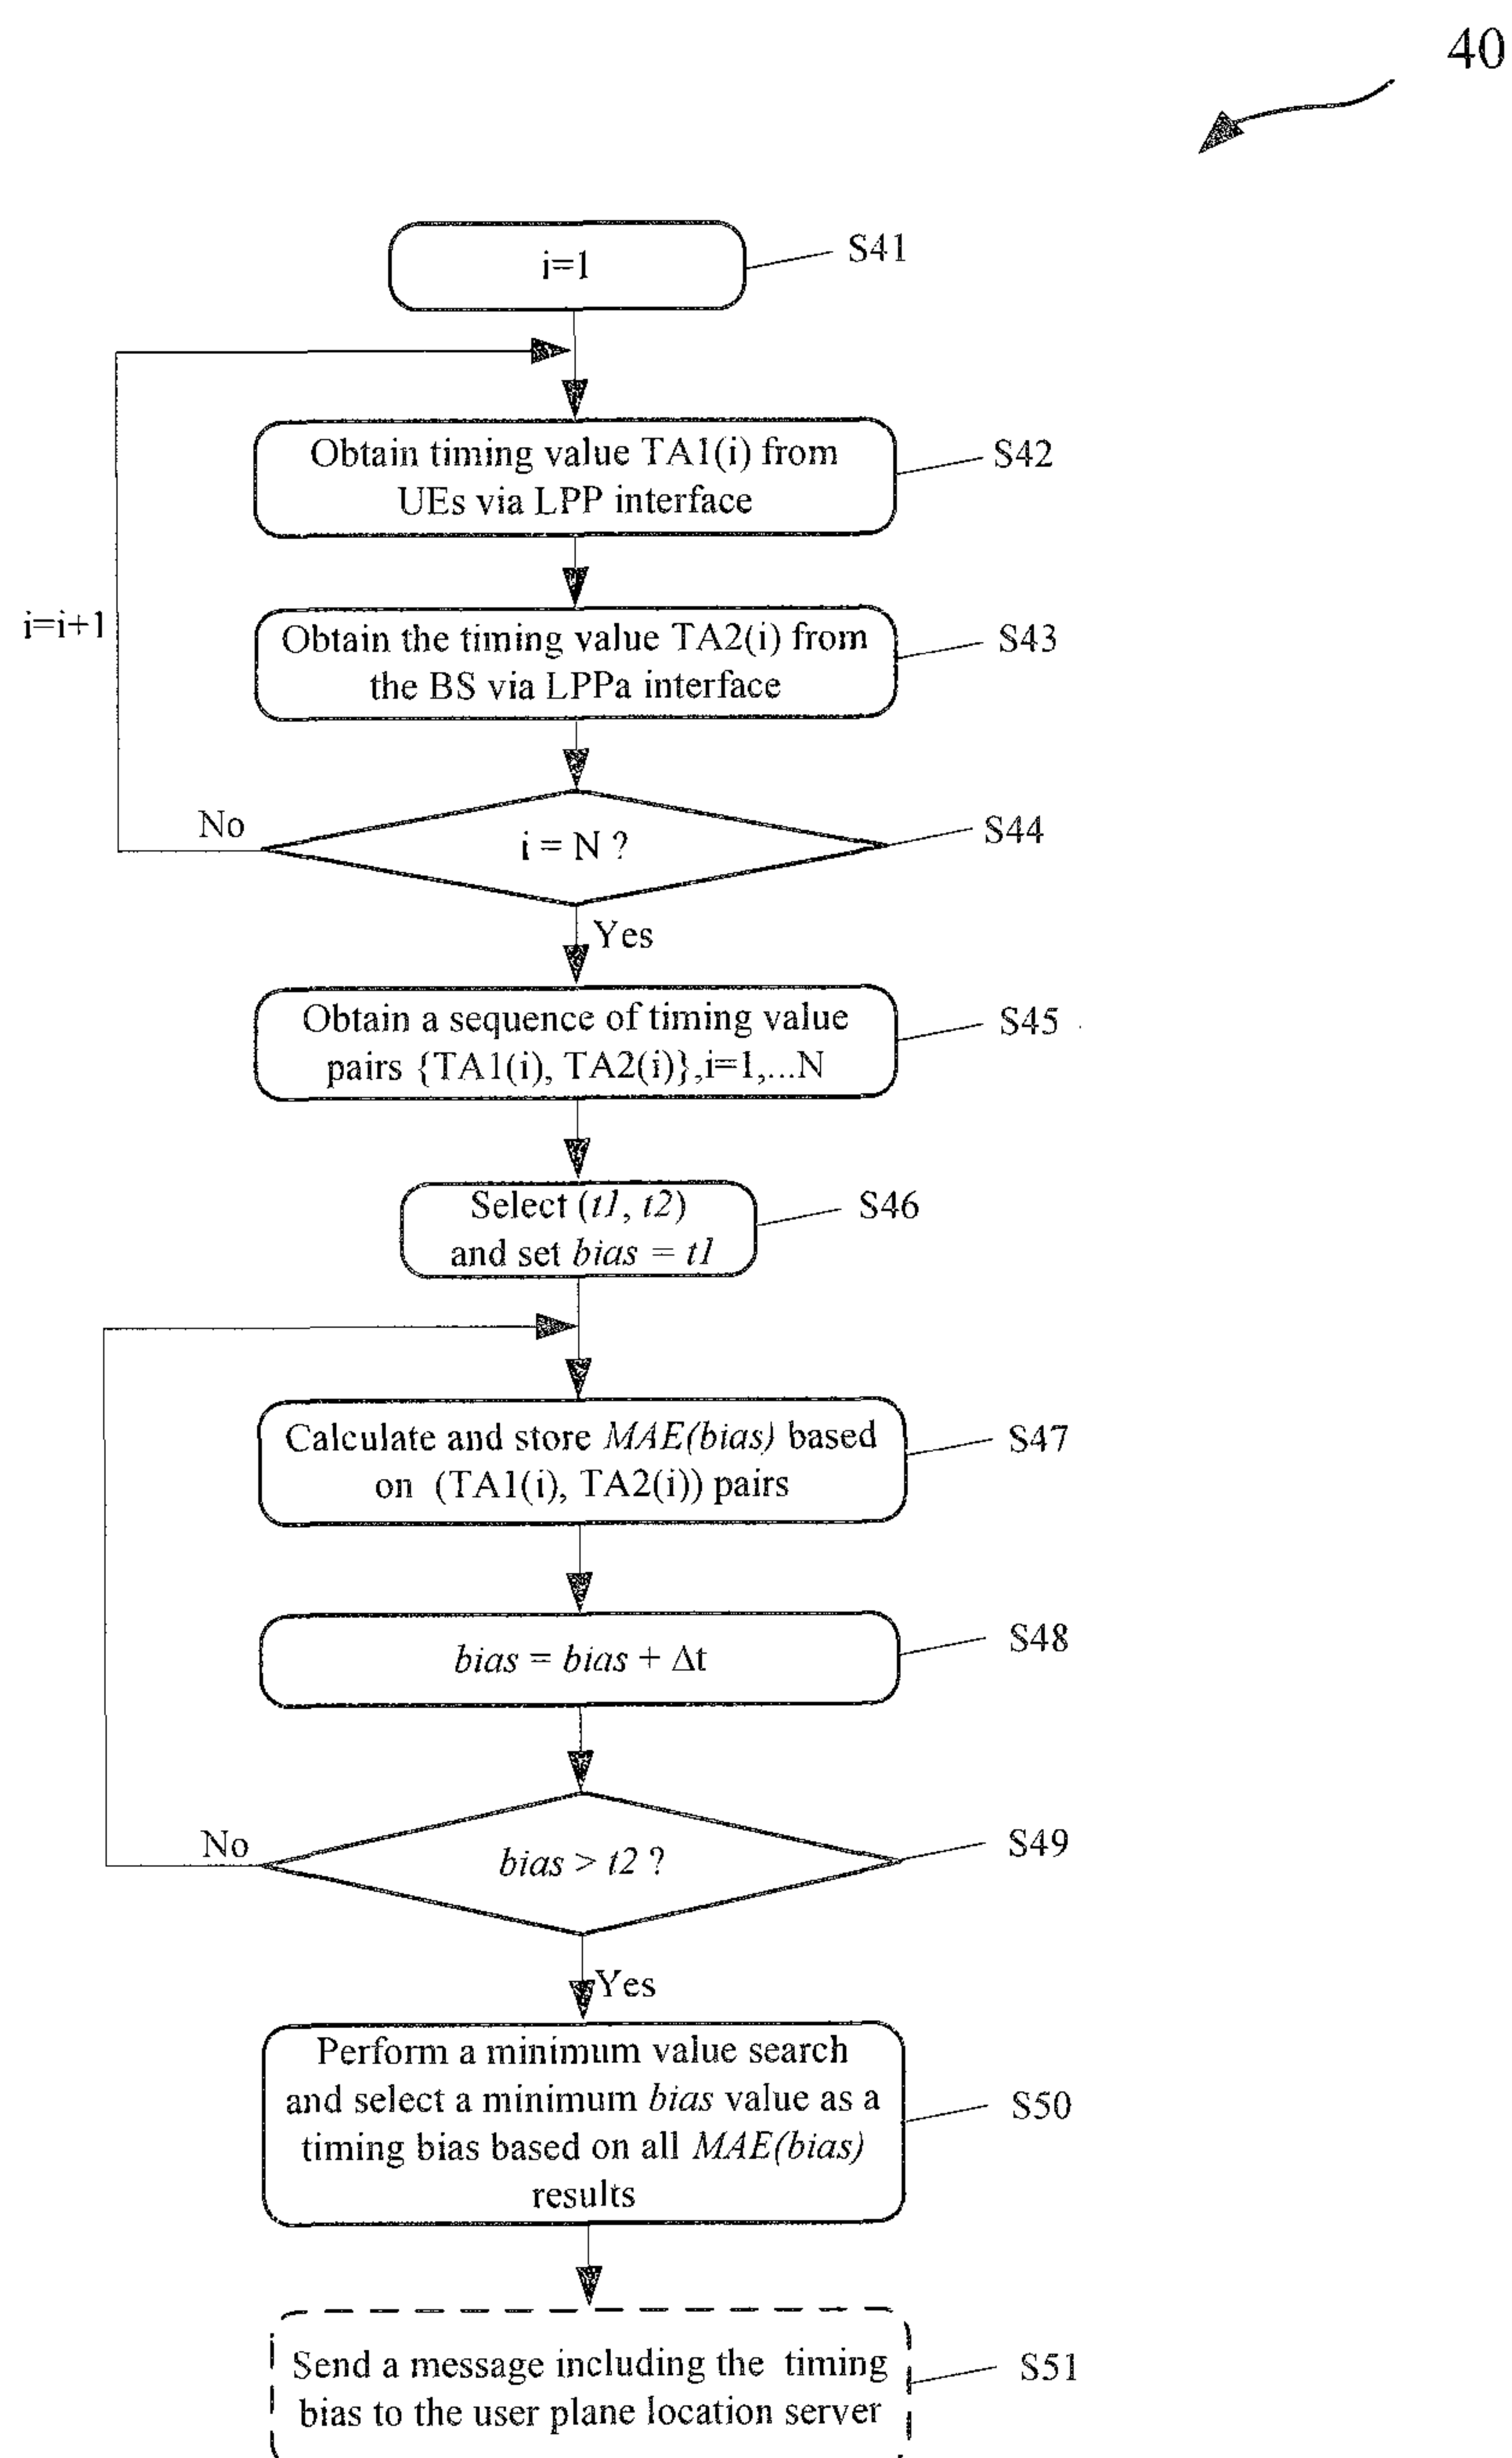 40
i=1
S41
Obtain timing value TA1(i) from
UEs via LPP interface
S42
i=i+1
Obtain the timing value TA2(i) from
the BS via LPPa interface
S43
No
i = N ?
S44
Yes
Obtain a sequence of timing value
pairs {TA1(i), TA2(i)},i=1,...N
S45
Select (t1, t2)
and set bias = t1
S46
Calculate and store MAE(bias) based
on (TA1(i), TA2(i)) pairs
S47
bias = bias + Δt
S48
No
bias > t2 ?
S49
Yes
Perform a minimum value search
and select a minimum bias value as a
timing bias based on all MAE(bias)
results
S50
Send a message including the timing
bias to the user plane location server
S51